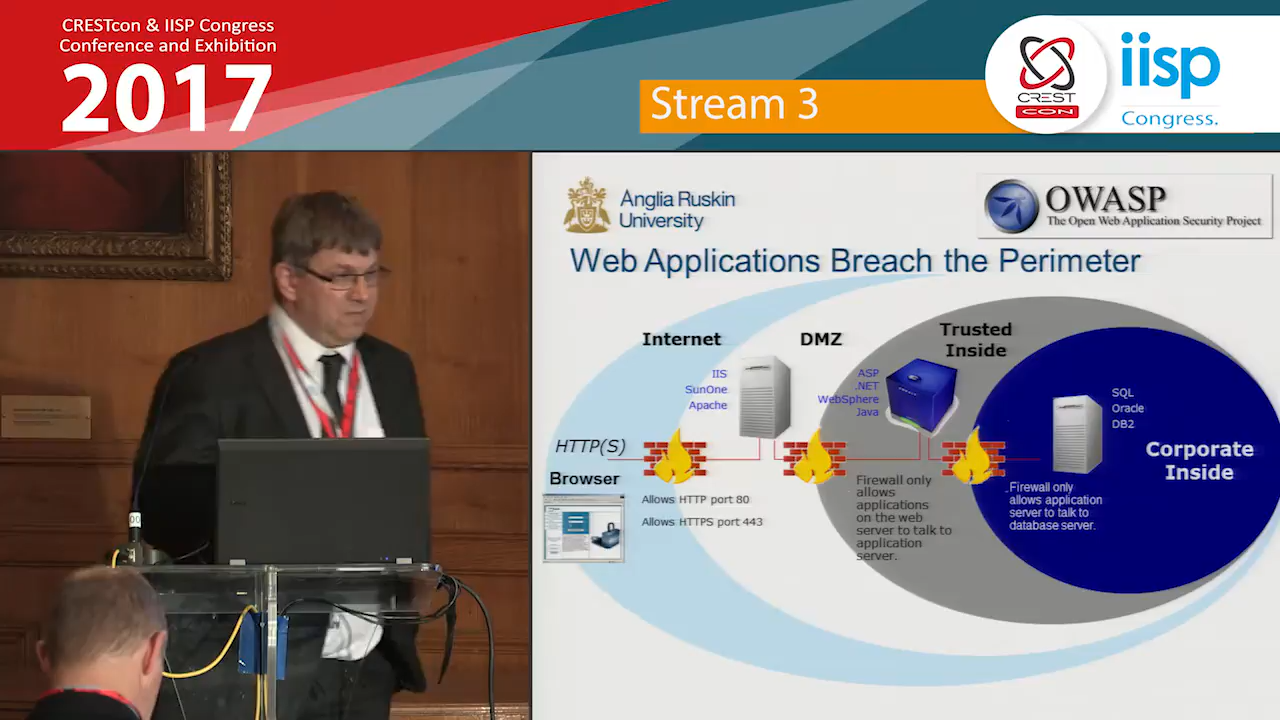 CRESTcon & IISP Congress
Conference and Exhibition
2017
Stream 3
CREST
CON
iisp
Congress.
Anglia Ruskin
University
OWASP
The Open Web Application Security Project
Web Applications Breach the Perimeter
Internet
DMZ
Trusted
Inside
IIS
SunOne
Apache
ASP
.NET
WebSphere
Java
SQL
Oracle
DB2
Corporate
Inside
HTTP(S)
Browser
Allows HTTP port 80
Allows HTTPS port 443
Firewall only
allows
applications
on the web
server to talk to
application
server.
Firewall only
allows application
server to talk to
database server.